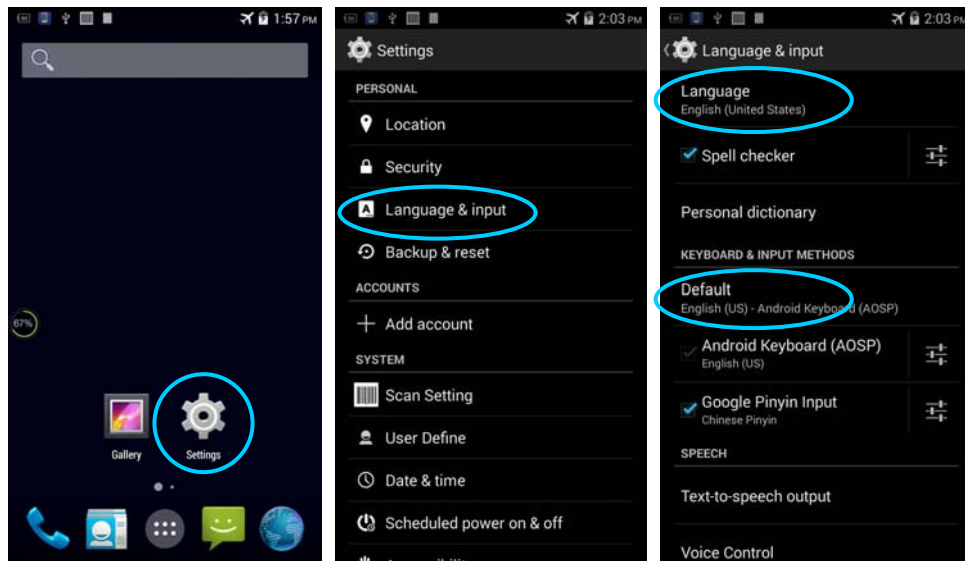 1:57 PM
67%
Gallery
Settings
2:03 PM
Settings
PERSONAL
Location
Security
Language & input
Backup & reset
ACCOUNTS
Add account
SYSTEM
Scan Setting
User Define
Date & time
Scheduled power on & off
2:03 PM
Language & input
Language
English (United States)
Spell checker
Personal dictionary
KEYBOARD & INPUT METHODS
Default
English (US) - Android Keyboard (AOSP)
Android Keyboard (AOSP)
English (US)
Google Pinyin Input
Chinese Pinyin
SPEECH
Text-to-speech output
Voice Control